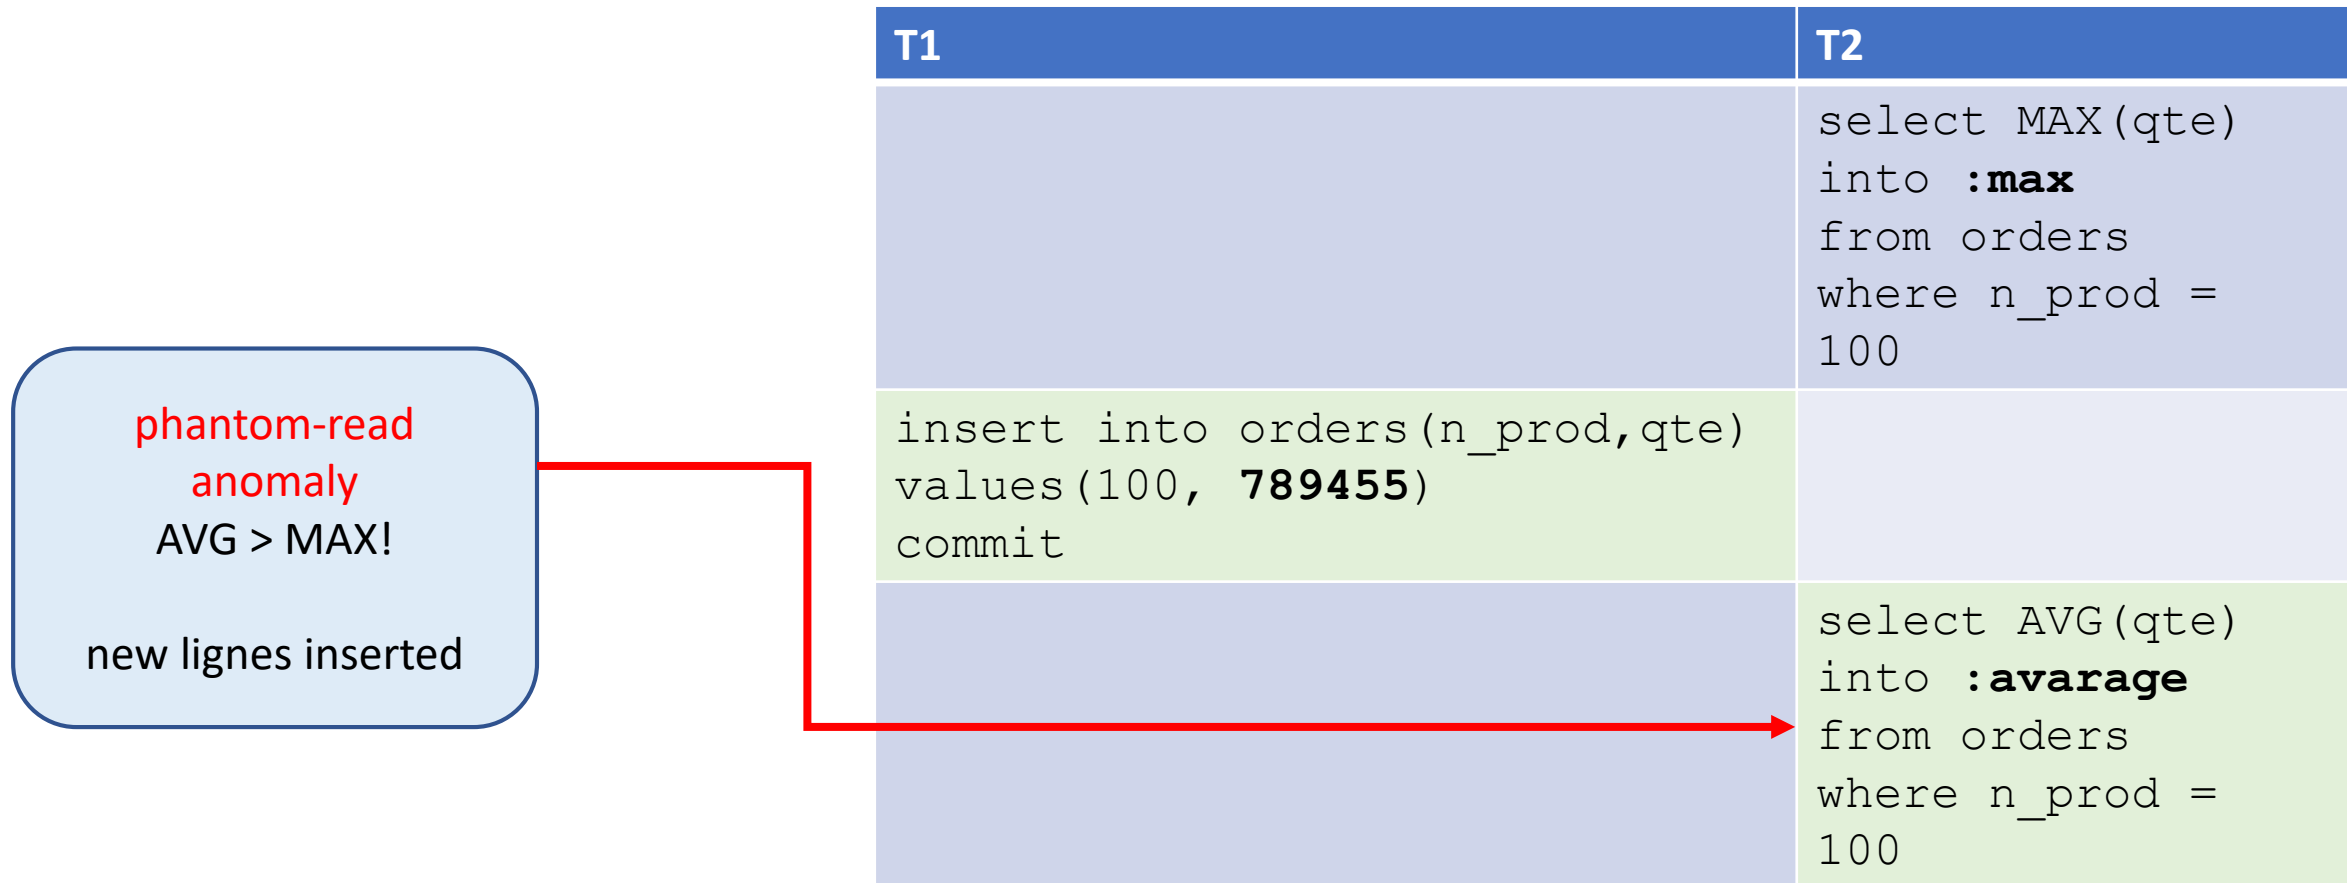 T1
T2
select MAX(qte)
into :max
from orders
where n_prod =
100
phantom-read
anomaly
AVG > MAX!
new lignes inserted
insert into orders(n_prod,qte)
values(100, 789455)
commit
select AVG(qte)
into :avarage
from orders
where n_prod =
100